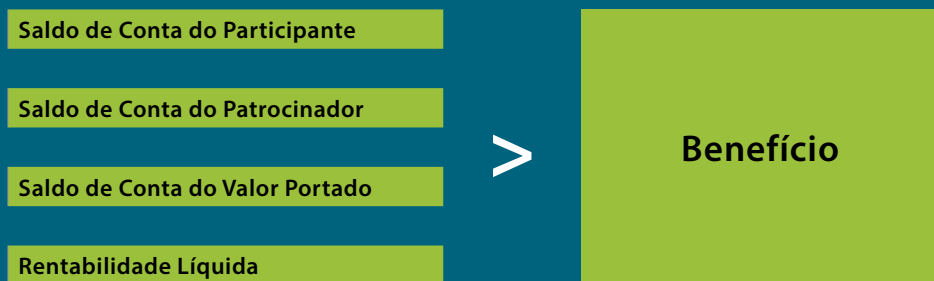 Saldo de Conta do Participante
Saldo de Conta do Patrocinador
Saldo de Conta do Valor Portado
Rentabilidade Líquida
>
Benefício